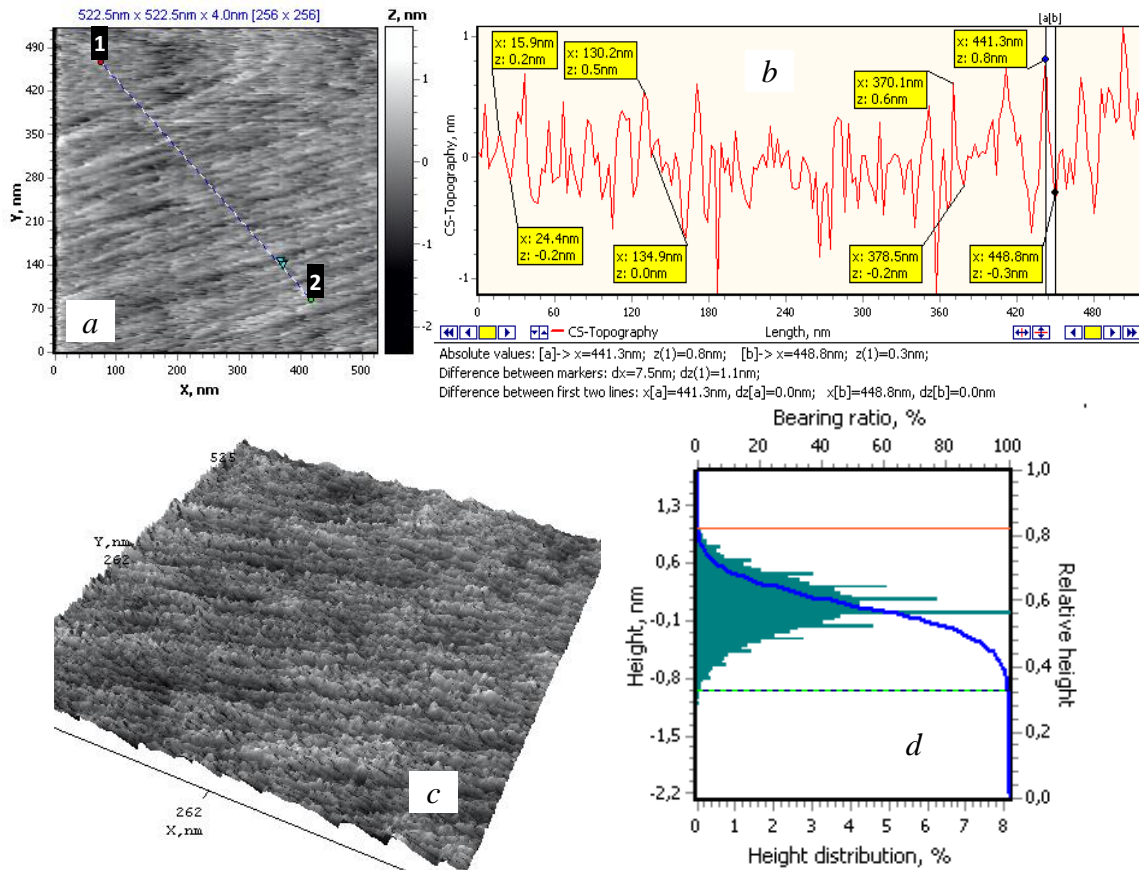 522.5nm x 522.5nm x 4.0nm [256 x 256]
Z, nm
490
420
350
280
210
140
70
0
Y, nm
0
100
200
300
400
500
X, nm
1
0
-1
-2
1
2
a
[a][b]
1
0
-1
CS-Topography, nm
x: 15.9nm
z: 0.2nm
x: 130.2nm
z: 0.5nm
b
x: 370.1nm
z: 0.6nm
x: 441.3nm
z: 0.8nm
x: 24.4nm
z: -0.2nm
x: 134.9nm
z: 0.0nm
x: 378.5nm
z: -0.2nm
x: 448.8nm
z: -0.3nm
0
60
120
180
240
300
360
420
480
CS-Topography
Length, nm
Absolute values: [a]-> x=441.3nm; z(1)=0.8nm; [b]-> x=448.8nm; z(1)=0.3nm;
Difference between markers: dx=7.5nm; dz(1)=1.1nm;
Difference between first two lines: x[a]=441.3nm, dz[a]=0.0nm; x[b]=448.8nm, dz[b]=0.0nm
525
Y,nm
262
262
X,nm
c
Bearing ratio, %
0 20 40 60 80 100
1,3
0,6
-0,1
-0,8
-1,5
-2,2
Height, nm
1,0
0,8
0,6
0,4
0,2
0,0
Relative height
d
0 1 2 3 4 5 6 7 8
Height distribution, %